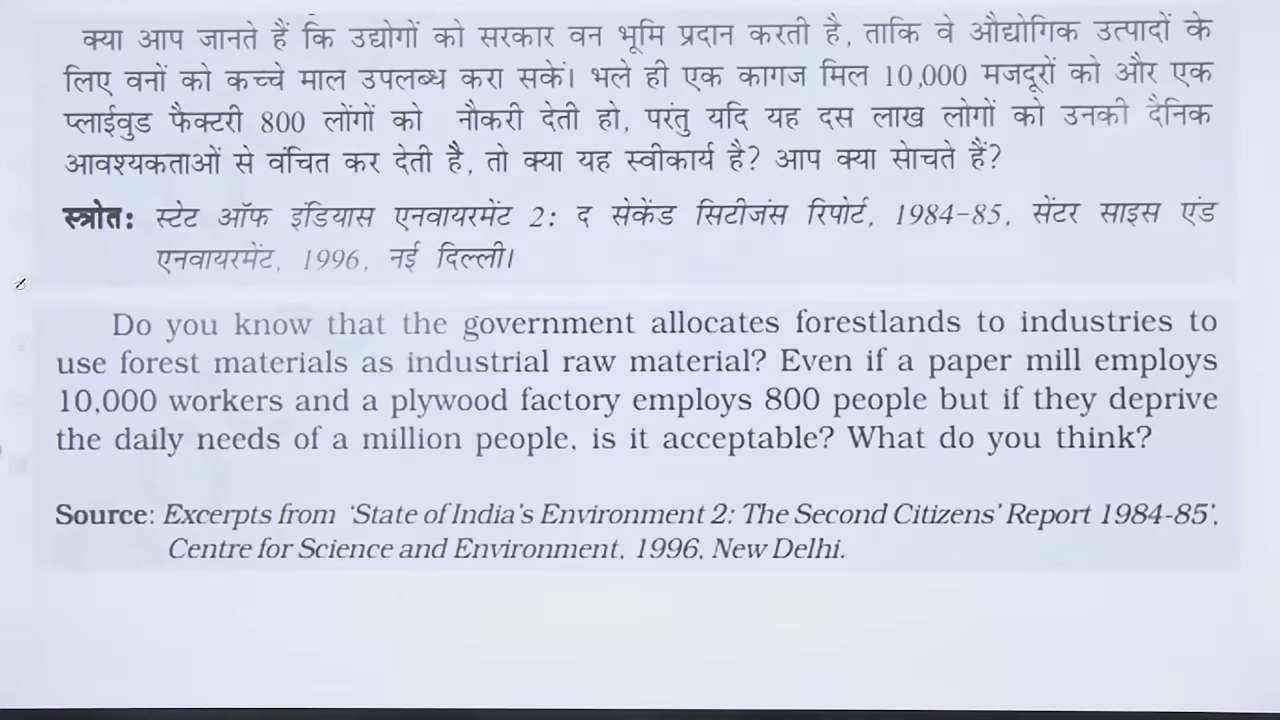 क्या आप जानते हैं कि उद्योगों को सरकार वन भूमि प्रदान करती है, ताकि वे औद्योगिक उत्पादों के
लिए वनों को कच्चे माल उपलब्ध करा सकें। भले ही एक कागज मिल 10,000 मजदूरों को और एक
प्लाईवुड फैक्टरी 800 लोंगों को नौकरी देती हो, परंतु यदि यह दस लाख लोगों को उनकी दैनिक
आवश्यकताओं से वंचित कर देती है, तो क्या यह स्वीकार्य है? आप क्या सोचते हैं?
स्त्रोतः स्टेट ऑफ इंडियास एनवायरमेंट 2: द सेकेंड सिटीजंस रिपोर्ट, 1984-85, सेंटर साइस एंड
एनवायरमेंट, 1996, नई दिल्ली।
Do you know that the government allocates forestlands to industries to
use forest materials as industrial raw material? Even if a paper mill employs
10,000 workers and a plywood factory employs 800 people but if they deprive
the daily needs of a million people, is it acceptable? What do you think?
Source: Excerpts from 'State of India's Environment 2: The Second Citizens' Report 1984-85',
Centre for Science and Environment, 1996, New Delhi.